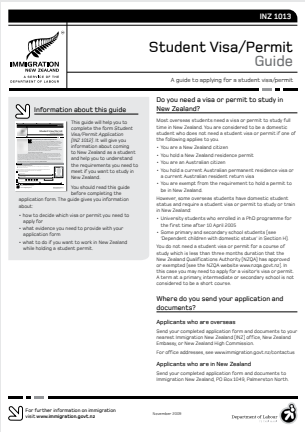 INZ 1013
IMMIGRATION
NEW ZEALAND
A SERVICE OF THE
DEPARTMENT OF LABOUR
Student Visa/Permit
Guide
A guide to applying for a student visa/permit
Information about this guide
This guide will help you to
complete the form Student
Visa/Permit Application
(INZ 1012). It will give you
information about coming
to New Zealand as a student
and help you to understand
the requirements you need to
meet if you want to study in
New Zealand.
You should read the guide
before completing the
application form. The guide gives you information
about:
- how to decide which visa or permit you need to
apply for
- what evidence you need to provide with your
application form
- what to do if you want to work in New Zealand while
holding a student permit.
Do you need a visa or permit to study in
New Zealand?
Most overseas students need a visa or permit to study full
time in New Zealand. You are considered to be a domestic
student who does not need a student visa or permit if one of
the following applies to you.
• You are a New Zealand citizen
• You hold a New Zealand residence permit
• You are an Australian citizen
• You hold a current Australian permanent residence visa or
a current Australian resident return visa
• You are exempt from the requirement to hold a permit to
be in New Zealand
However, some overseas students have domestic student
status and require a student visa or permit to study or train
in New Zealand:
• University students enrolled in a PhD programme for
the first time after 19 April 2005
• Some primary and secondary school students (see
'Dependent children with domestic status' in Section H)
You do not need a student visa or permit for a course of
study which is less than three months duration that the
New Zealand Qualifications Authority (NZQA) has approved
or exempted (see the NZQA website www.nzqa.govt.nz). In
this case you may need to apply for a visitor's visa or permit.
A term at a primary, intermediate or secondary school is not
considered to be a short course.
Where do you send your application and
documents?
Applicants who are overseas
Send your completed application form and documents to your
nearest Immigration New Zealand (INZ) office, New Zealand
Embassy, or New Zealand High Commission.
For office addresses, see www.immigration.govt.nz/contactus
Applicants who are in New Zealand
Send your completed application form and documents to
Immigration New Zealand, PO Box 1049, Palmerston North.
For further information on immigration
visit www.immigration.govt.nz
November 2009
Department of Labour